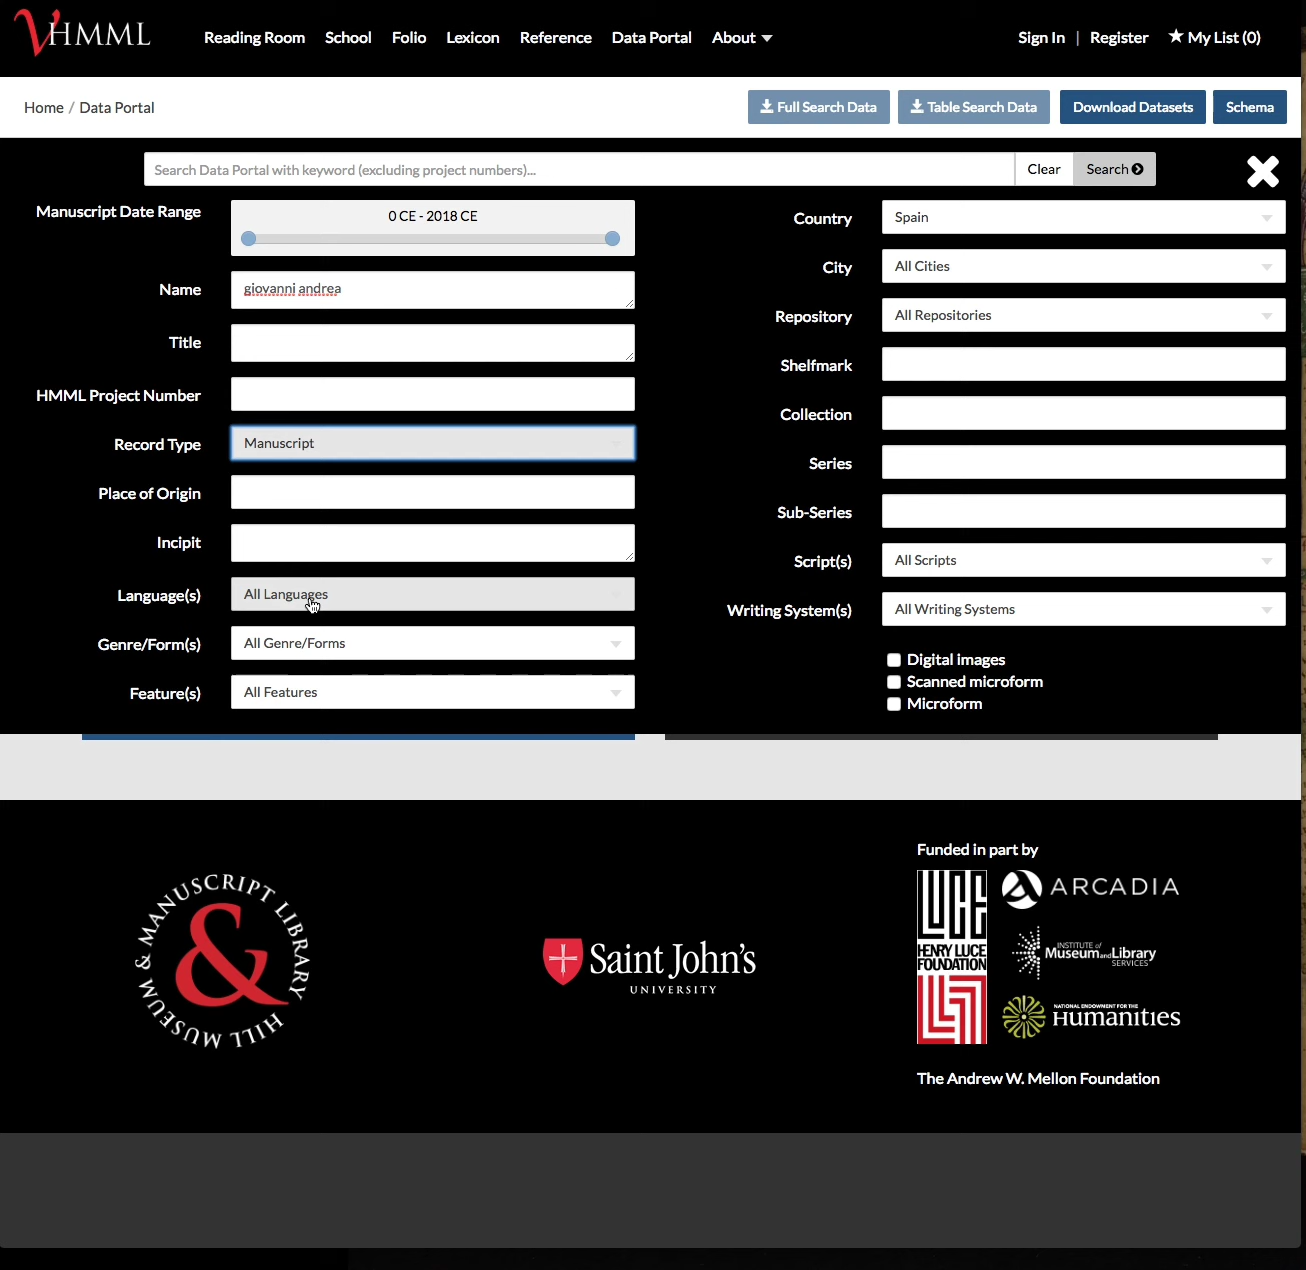 VHMML
Reading Room School Folio Lexicon Reference Data Portal About
Sign In | Register ★ My List (0)
Home / Data Portal
Full Search Data Table Search Data Download Datasets Schema
Search Data Portal with keyword (excluding project numbers)...
Clear Search
Manuscript Date Range 0 CE - 2018 CE
Name giovanni andrea
Title
HMML Project Number
Record Type Manuscript
Place of Origin
Incipit
Language(s) All Languages
Genre/Form(s) All Genre/Forms
Feature(s) All Features
Country Spain
City All Cities
Repository All Repositories
Shelfmark
Collection
Series
Sub-Series
Script(s) All Scripts
Writing System(s) All Writing Systems
Digital images
Scanned microform
Microform
HILL MUSEUM & MANUSCRIPT LIBRARY
&
Saint John's
UNIVERSITY
Funded in part by
LUCE
HENRY LUCE
FOUNDATION
ARCADIA
INSTITUTE of
Museum and Library
SERVICES
NATIONAL ENDOWMENT FOR THE
Humanities
The Andrew W. Mellon Foundation